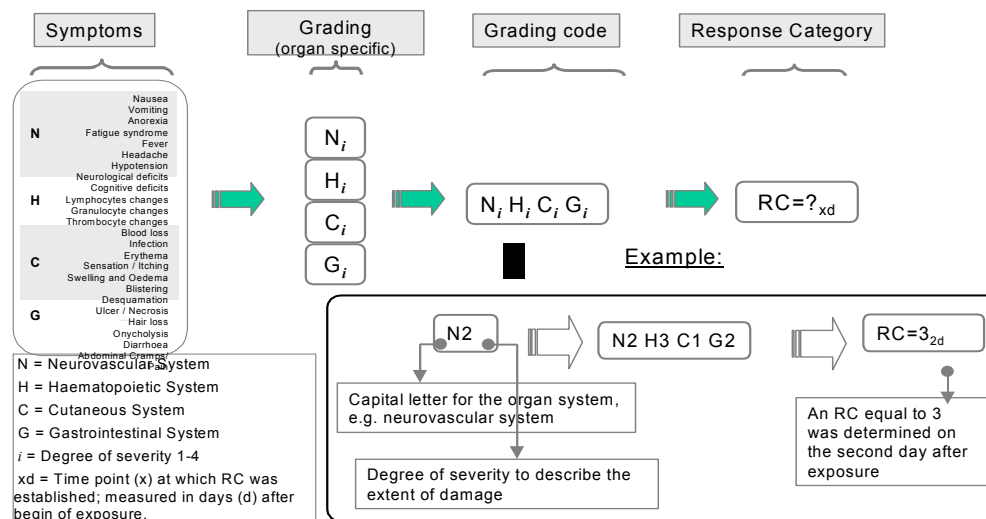 Symptoms
Grading
(organ specific)
Grading code
Response Category
Nausea
Vomiting
Anorexia
Fatigue syndrome
Fever
Headache
Hypotension
Neurological deficits
Cognitive deficits
Lymphocytes changes
Granulocyte changes
Thrombocyte changes
Blood loss
Infection
Erythema
Sensation / Itching
Swelling and Oedema
Blistering
Desquamation
Ulcer / Necrosis
Hair loss
Onycholysis
Diarrhoea
Abdominal Cramps/
Pain
N
H
C
G
N = Neurovascular System
H = Haematopoietic System
C = Cutaneous System
G = Gastrointestinal System
i = Degree of severity 1-4
xd = Time point (x) at which RC was
established; measured in days (d) after
begin of exposure.
Ni
Hi
Ci
Gi
Ni Hi Ci Gi
RC=?xd
Example:
N2
N2 H3 C1 G2
RC=32d
Capital letter for the organ system,
e.g. neurovascular system
Degree of severity to describe the
extent of damage
An RC equal to 3
was determined on
the second day after
exposure